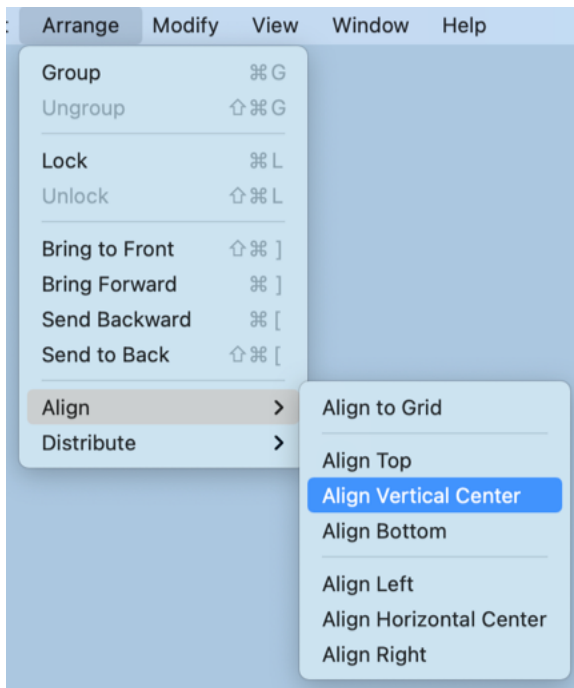 Arrange Modify View Window Help
Group ⌘G
Ungroup ⇧⌘G
Lock ⌘L
Unlock ⇧⌘L
Bring to Front ⇧⌘]
Bring Forward ⌘]
Send Backward ⌘[
Send to Back ⇧⌘[
Align
Distribute
Align to Grid
Align Top
Align Vertical Center
Align Bottom
Align Left
Align Horizontal Center
Align Right